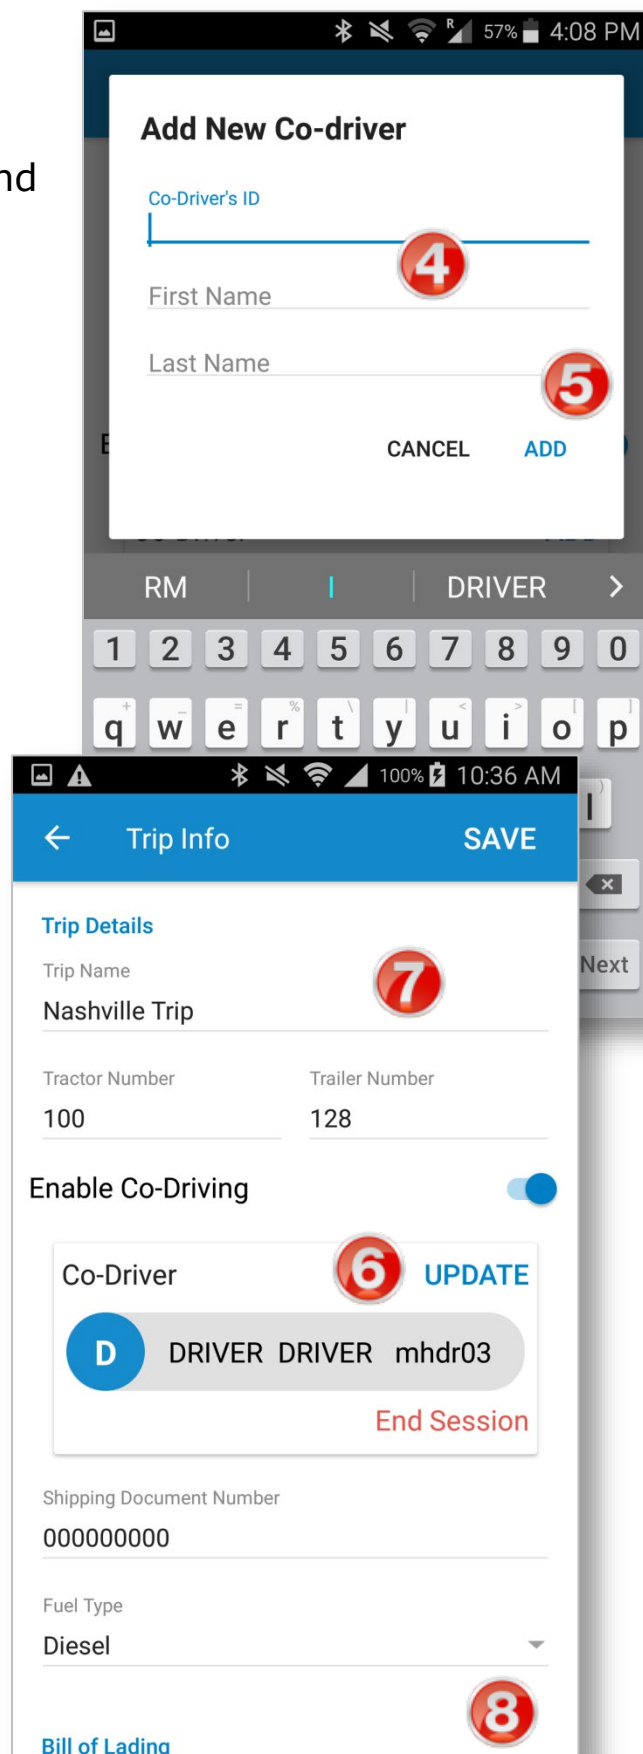 57% 4:08 PM
R
nd
Add New Co-driver
Co-Driver's ID
4
First Name
Last Name
5
CANCEL ADD
RM I DRIVER >
1 2 3 4 5 6 7 8 9 0
+ _ = % \ | < > [ ]
q w e r t y u i o p
)
l
Next
100% 10:36 AM
Trip Info SAVE
Trip Details
Trip Name
7
Nashville Trip
Tractor Number Trailer Number
100 128
Enable Co-Driving
Co-Driver 6 UPDATE
D DRIVER DRIVER mhdr03
End Session
Shipping Document Number
000000000
Fuel Type
Diesel
8
Bill of Lading